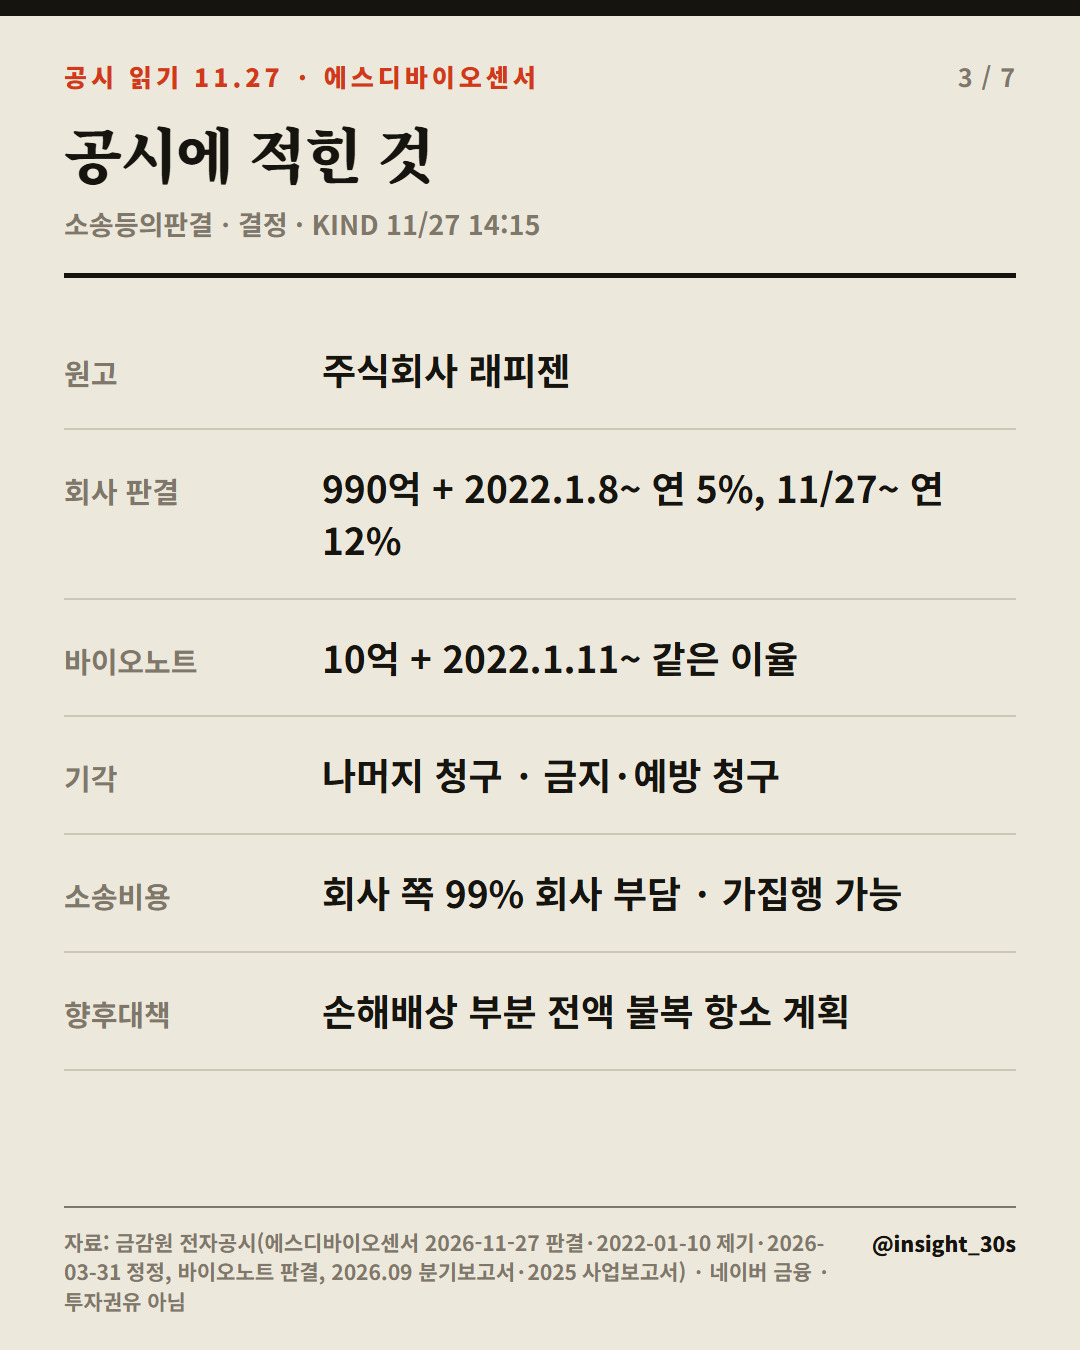 공시 읽기 11.27 · 에스디바이오센서
3 / 7
공시에 적힌 것
소송등의판결 · 결정 · KIND 11/27 14:15
원고
주식회사 래피젠
회사 판결
990억 + 2022.1.8~ 연 5%, 11/27~ 연
12%
바이오노트
10억 + 2022.1.11~ 같은 이율
기각
나머지 청구 · 금지·예방 청구
소송비용
회사 쪽 99% 회사 부담 · 가집행 가능
향후대책
손해배상 부분 전액 불복 항소 계획
자료: 금감원 전자공시(에스디바이오센서 2026-11-27 판결·2022-01-10 제기·2026-
03-31 정정, 바이오노트 판결, 2026.09 분기보고서·2025 사업보고서) · 네이버 금융 ·
투자권유 아님
@insight_30s